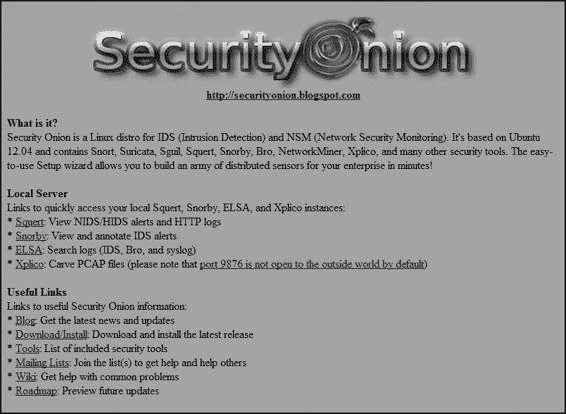 SecurityOnion
http://securityonion.blogspot.com
What is it?
Security Onion is a Linux distro for IDS (Intrusion Detection) and NSM (Network Security Monitoring). It's based on Ubuntu
12.04 and contains Snort, Suricata, Sguil, Squert, Snorby, Bro, NetworkMiner, Xplico, and many other security tools. The easy-
to-use Setup wizard allows you to build an army of distributed sensors for your enterprise in minutes!
Local Server
Links to quickly access your local Squert, Snorby, ELSA, and Xplico instances:
* Squert: View NIDS/HIDS alerts and HTTP logs
* Snorby: View and annotate IDS alerts
* ELSA: Search logs (IDS, Bro, and syslog)
* Xplico: Carve PCAP files (please note that port 9876 is not open to the outside world by default)
Useful Links
Links to useful Security Onion information:
* Blog: Get the latest news and updates
* Download/Install: Download and install the latest release
* Tools: List of included security tools
* Mailing Lists: Join the list(s) to get help and help others
* Wiki: Get help with common problems
* Roadmap: Preview future updates